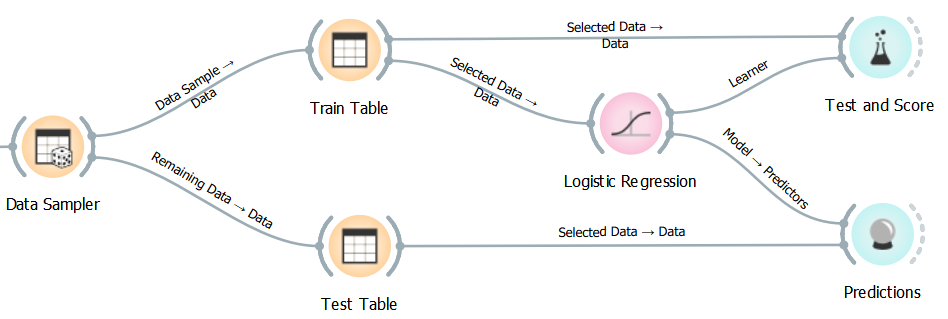 Selected Data → 
Data
Data Sample → 
Data
Train Table
Selected Data → 
Data
Learner
Test and Score
Data Sampler
Remaining Data → Data
Logistic Regression
Model → Predictors
Selected Data → Data
Test Table
Predictions